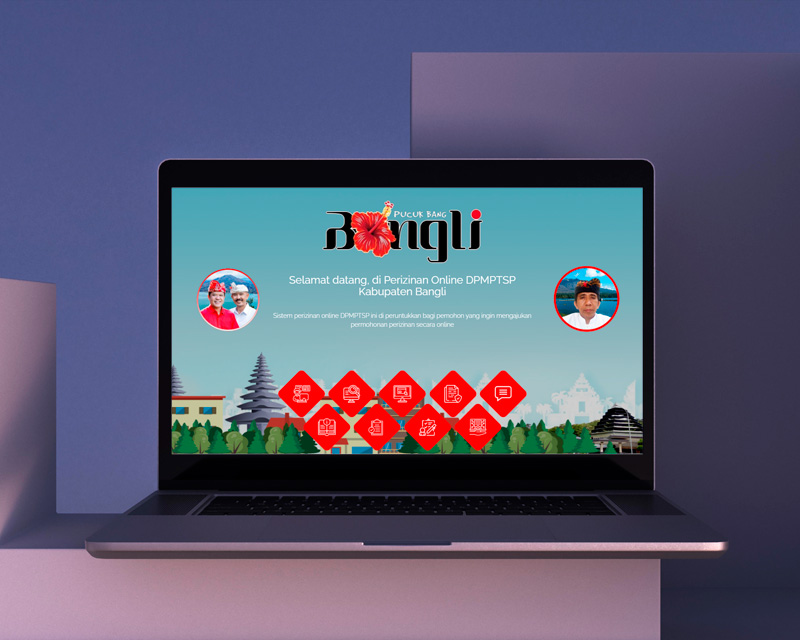 PUCUK BANG
Bangli
Selamat datang, di Perizinan Online DPMPTSP
Kabupaten Bangli
Sistem perizinan online DPMPTSP ini di peruntukkan bagi pemohon yang ingin mengajukan
permohonan perizinan secara online